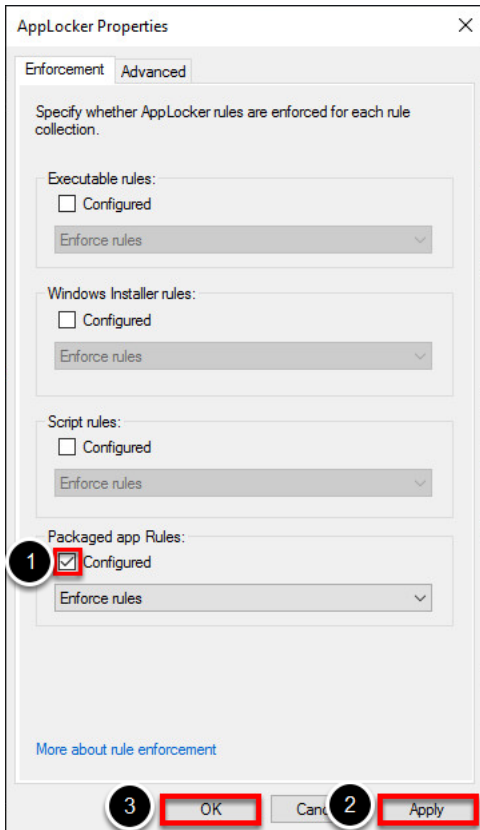 AppLocker Properties
Enforcement
Advanced
Specify whether AppLocker rules are enforced for each rule
collection.
Executable rules:
Configured
Enforce rules
Windows Installer rules:
Configured
Enforce rules
Script rules:
Configured
Enforce rules
Packaged app Rules:
1
Configured
Enforce rules
More about rule enforcement
3
OK
2
Apply